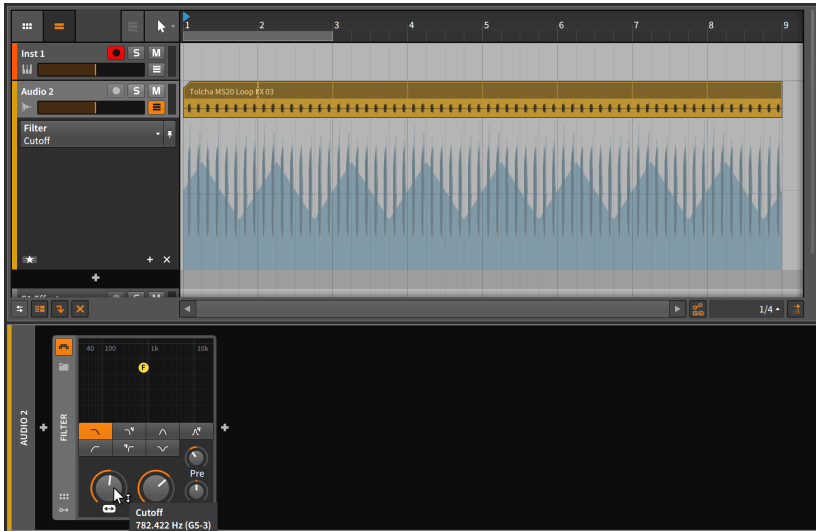 1 2 3 4 5 6 7 8 9
Inst 1 S M
Audio 2 S M
Tolcha MS20 Loop FX 03
Filter
Cutoff
S M
1/4
AUDIO 2
FILTER
40 100 1k 10k
F
Pre
Cutoff
782.422 Hz (G5-3)